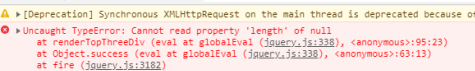 [Deprecation] Synchronous XMLHttpRequest on the main thread is deprecated because o
Uncaught TypeError: Cannot read property 'length' of null
at renderTopThreeDiv (eval at globalEval (jquery.js:338), <anonymous>:95:23)
at Object.success (eval at globalEval (jquery.js:338), <anonymous>:63:13)
at fire (jquery.js:3182)